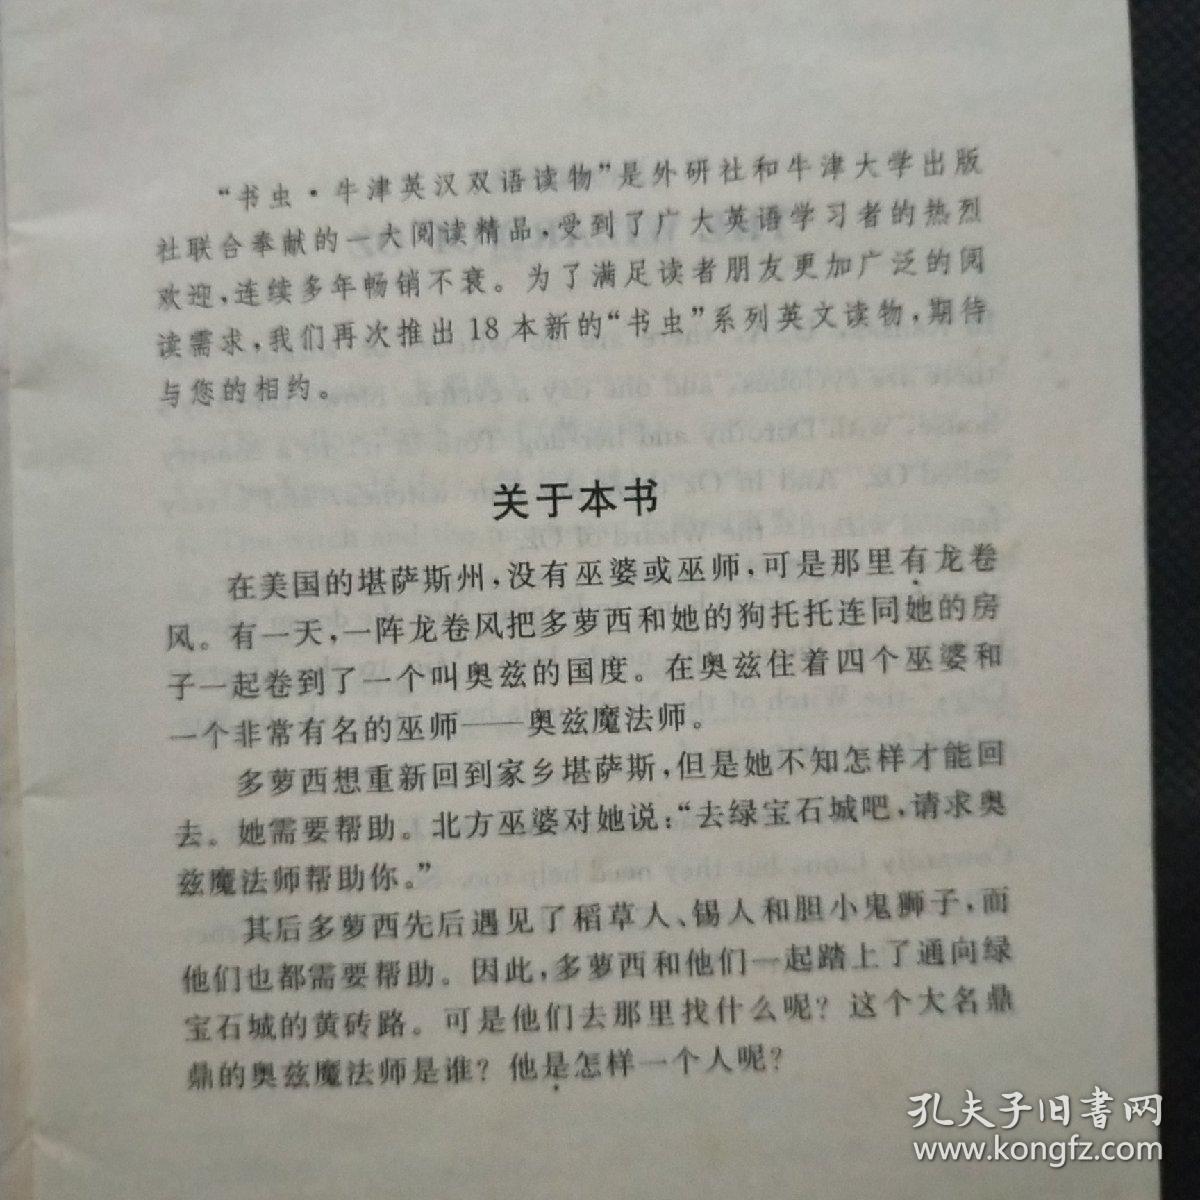 “书虫·牛津英汉双语读物”是外研社和牛津大学出版
社联合奉献的一大阅读精品，受到了广大英语学习者的热烈
欢迎，连续多年畅销不衰。为了满足读者朋友更加广泛的阅
读需求，我们再次推出18本新的“书虫”系列英文读物，期待
与您的相约。
关于本书
在美国的堪萨斯州，没有巫婆或巫师，可是那里有龙卷
风。有一天，一阵龙卷风把多萝西和她的狗托托连同她的房
子一起卷到了一个叫奥兹的国度。在奥兹住着四个巫婆和
一个非常有名的巫师——奥兹魔法师。
多萝西想重新回到家乡堪萨斯，但是她不知怎样才能回
去。她需要帮助。北方巫婆对她说：“去绿宝石城吧，请求奥
兹魔法师帮助你。”
其后多萝西先后遇见了稻草人、锡人和胆小鬼狮子，而
他们也都需要帮助。因此，多萝西和他们一起踏上了通向绿
宝石城的黄砖路。可是他们去那里找什么呢？这个大名鼎
鼎的奥兹魔法师是谁？他是怎样一个人呢？
孔夫子旧書网
www.kongfz.com